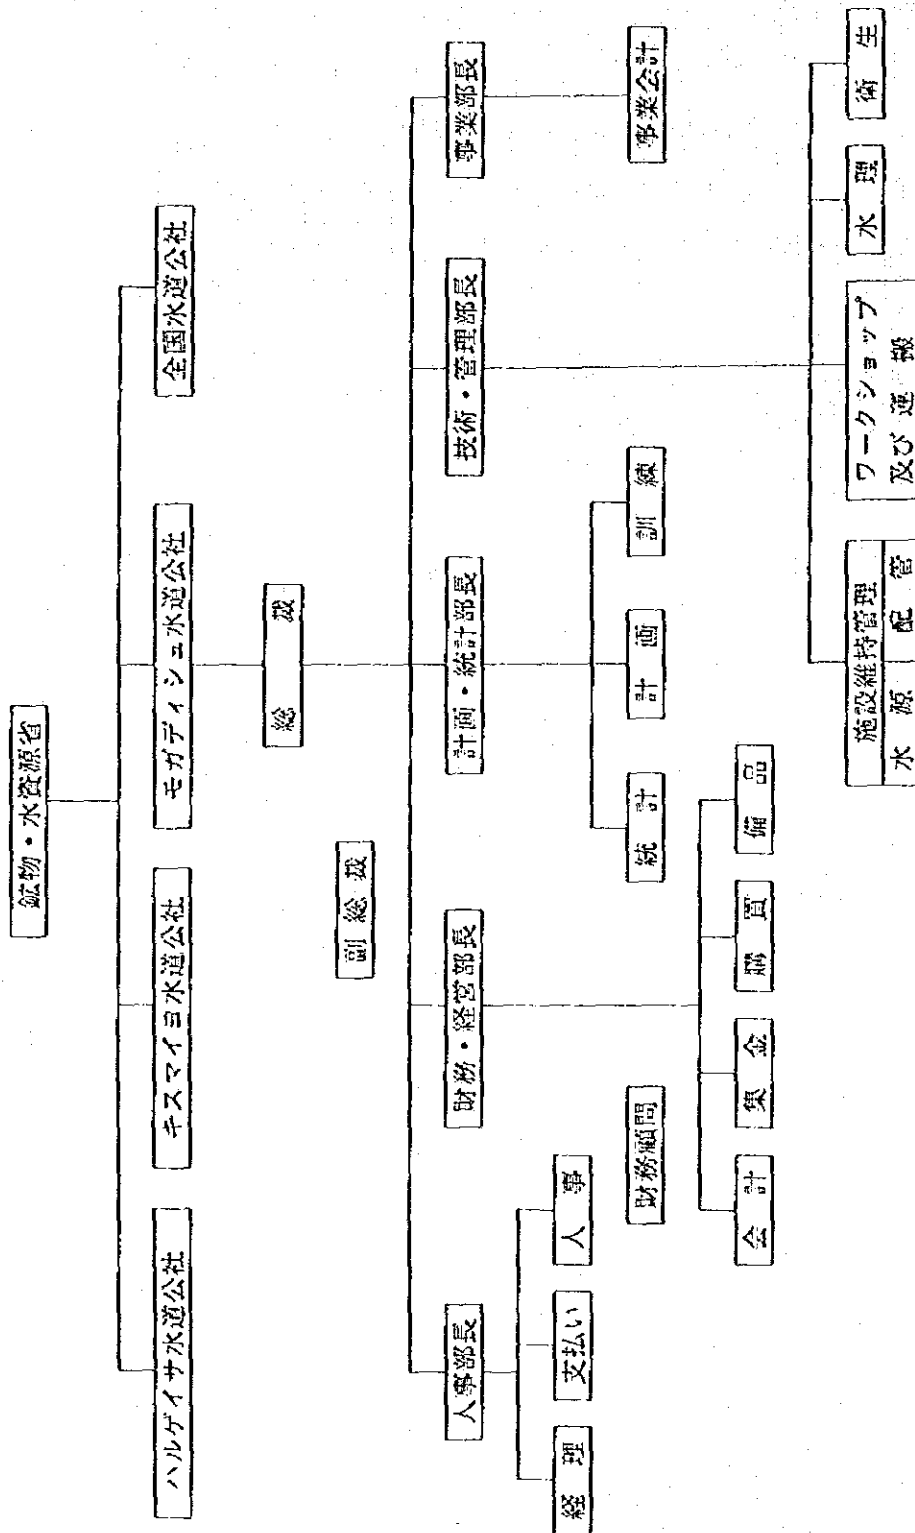 鉱物・水資源省
ハルゲイサ水道公社
キスマイヨ水道公社
モガディシュ水道公社
全国水道公社
総裁
副総裁
人事部長
財務・経営部長
計画・統計部長
技術・管理部長
事業部長
経理
支払い
人事
財務顧問
統計
計画
訓練
事業会計
会計
集金
購買
備品
施設維持管理
水源
配管
ワークショップ
及び運搬
水理
衛生